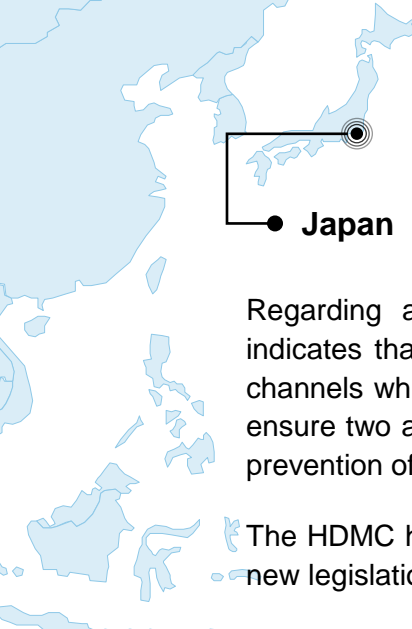 Japan
Regarding a
indicates tha
channels wh
ensure two a
prevention of
The HDMC h
new legislatio